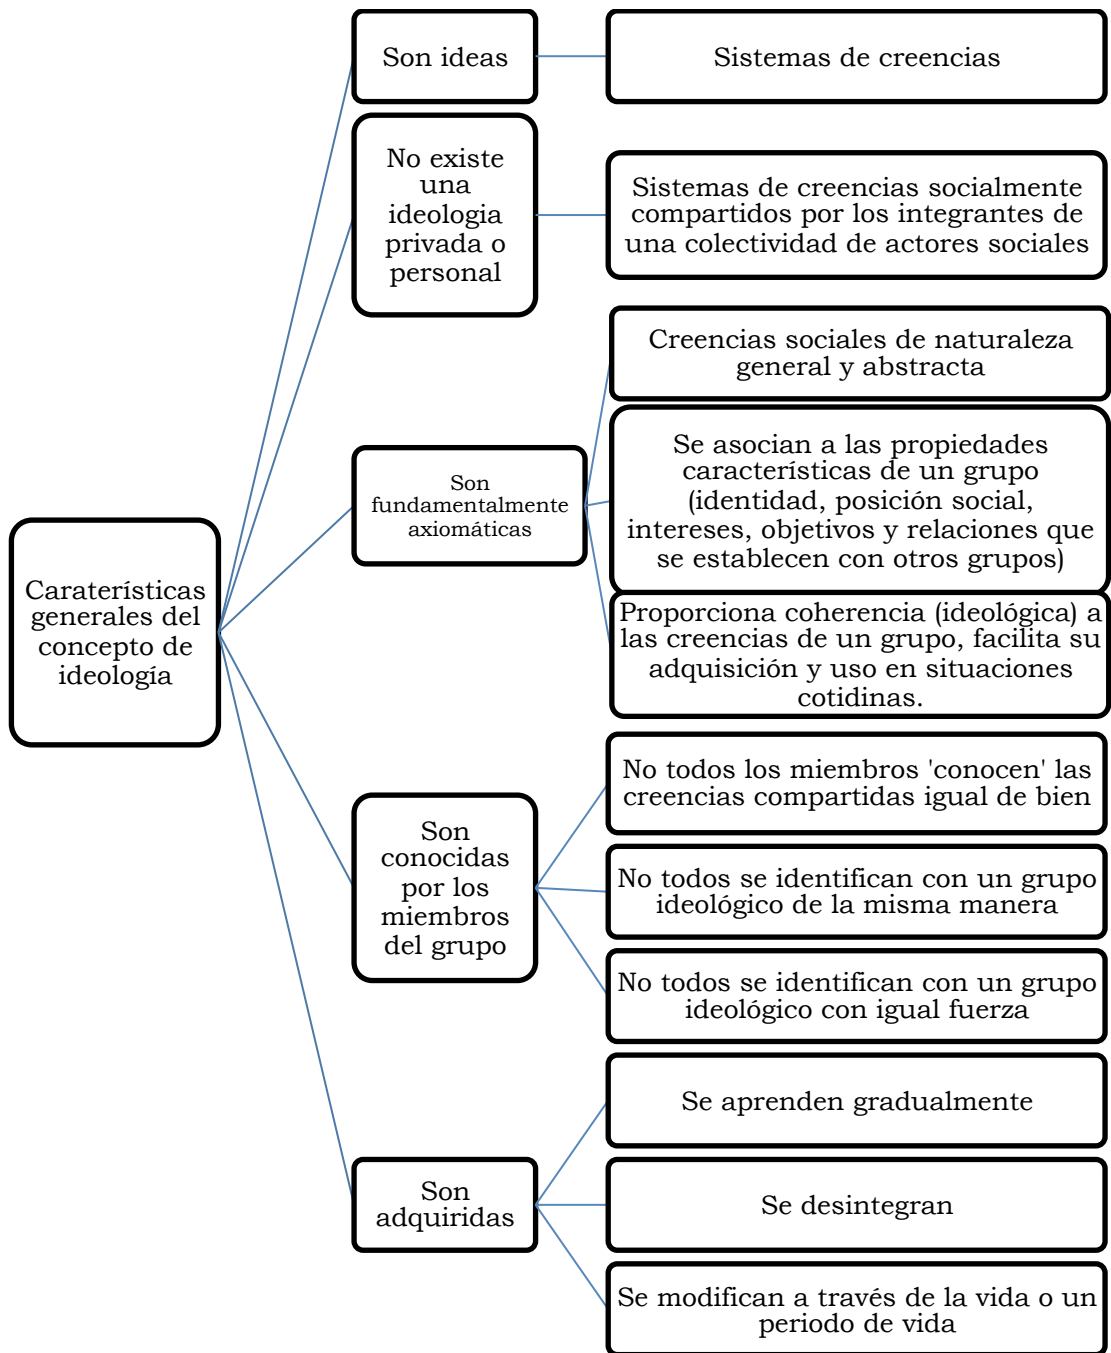 Son ideas
Sistemas de creencias
No existe
una
ideologia
privada o
personal
Sistemas de creencias socialmente
compartidos por los integrantes de
una colectividad de actores sociales
Caraterísticas
generales del
concepto de
ideología
Son
fundamentalmente
axiomáticas
Creencias sociales de naturaleza
general y abstracta
Se asocian a las propiedades
características de un grupo
(identidad, posición social,
intereses, objetivos y relaciones que
se establecen con otros grupos)
Proporciona coherencia (ideológica) a
las creencias de un grupo, facilita su
adquisición y uso en situaciones
cotidinas.
Son
conocidas
por los
miembros
del grupo
No todos los miembros 'conocen' las
creencias compartidas igual de bien
No todos se identifican con un grupo
ideológico de la misma manera
No todos se identifican con un grupo
ideológico con igual fuerza
Son
adquiridas
Se aprenden gradualmente
Se desintegran
Se modifican a través de la vida o un
periodo de vida